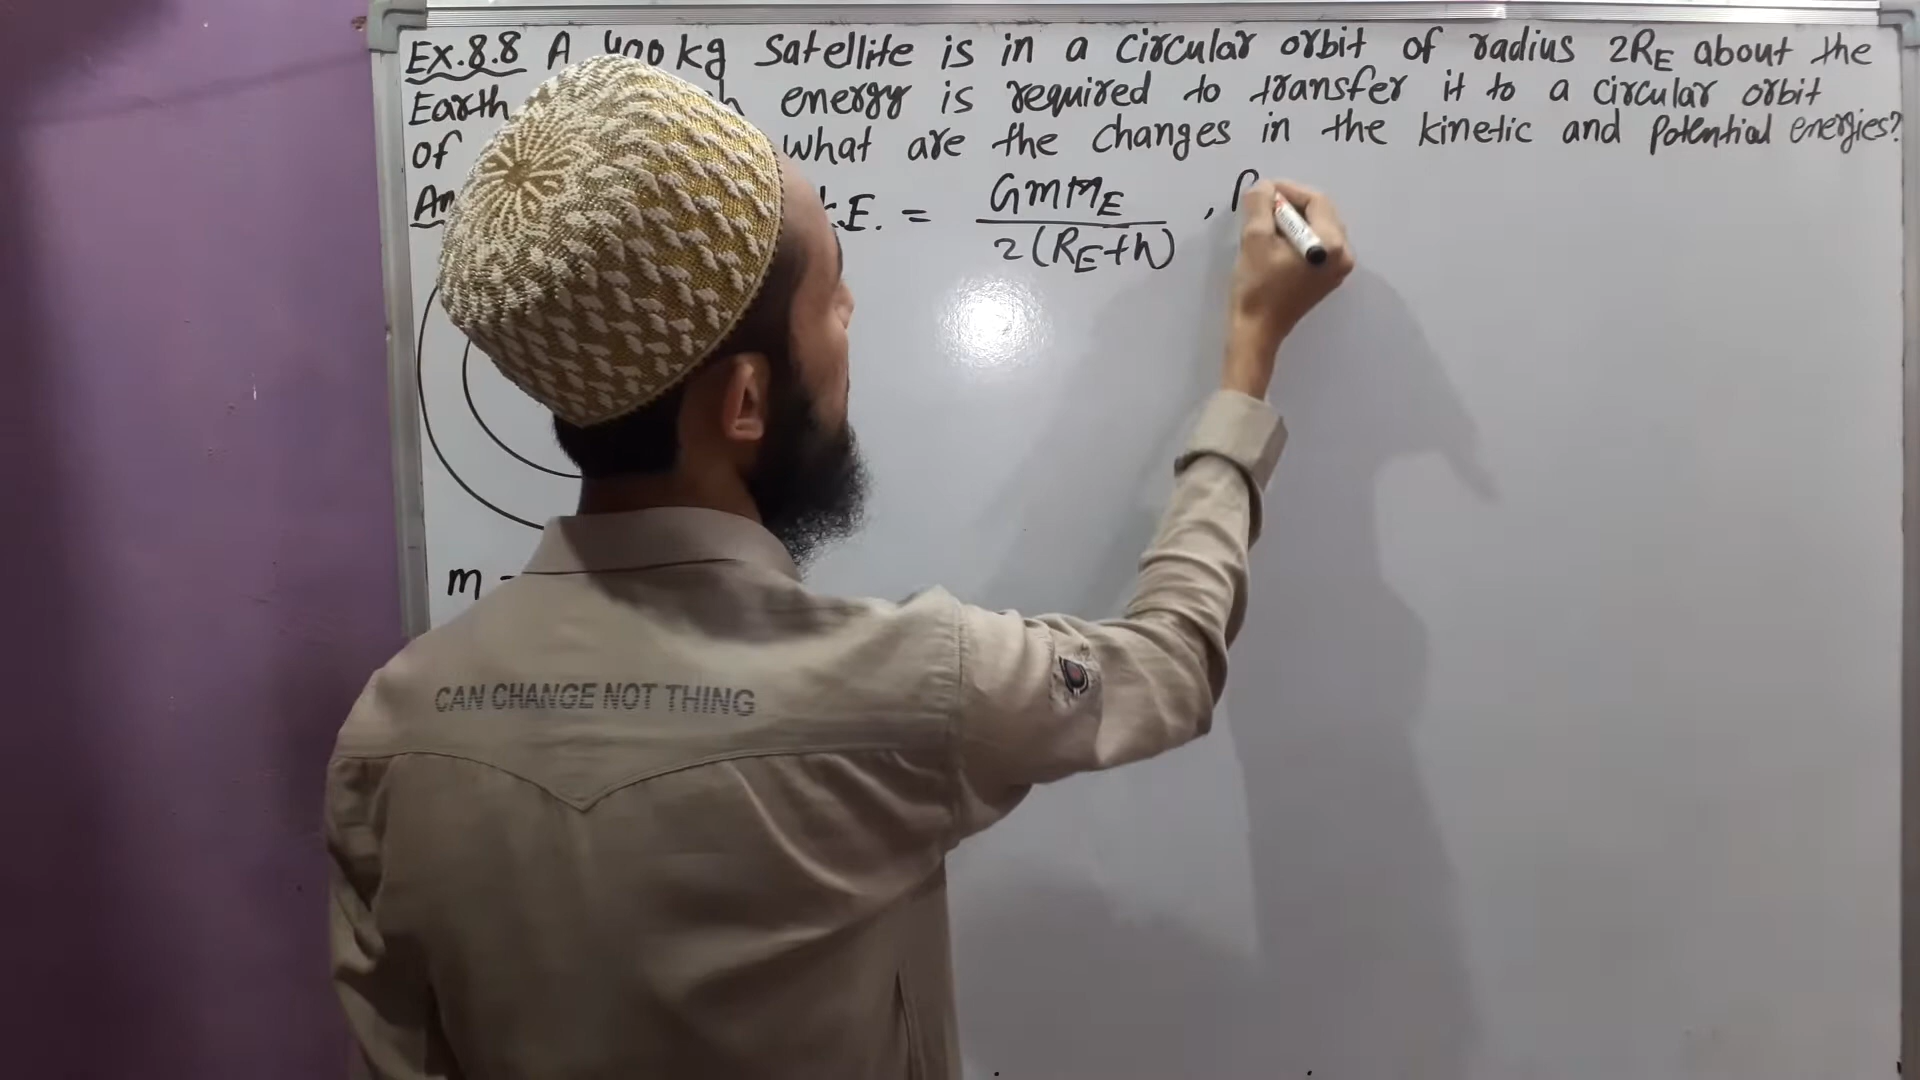 Ex.8.8 A 400 kg Satellite is in a circular orbit of radius 2RE about the
Earth energy is required to transfer it to a circular orbit
of What are the changes in the kinetic and potential energies?
An K.E. = GmME / 2(RE+h) ,
m -
CAN CHANGE NOT THING